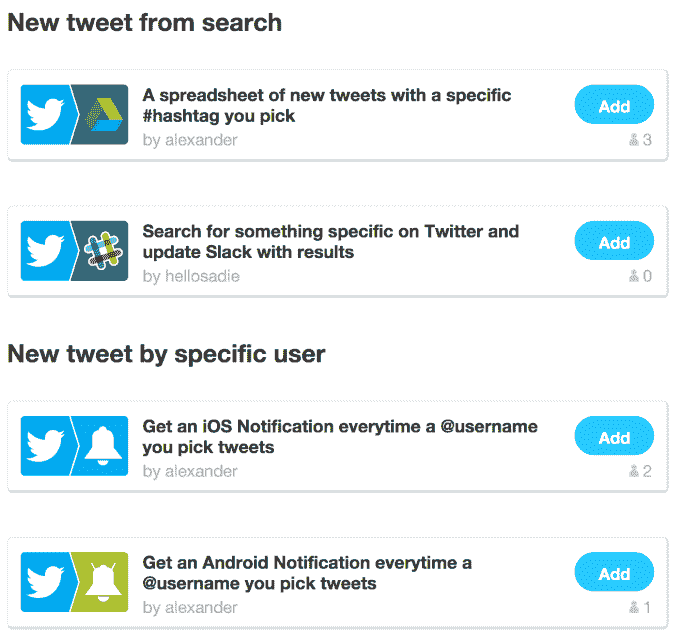 New tweet from search
A spreadsheet of new tweets with a specific
#hashtag you pick
by alexander
Add
3
Search for something specific on Twitter and
update Slack with results
by hellosadie
Add
0
New tweet by specific user
Get an iOS Notification everytime a @username
you pick tweets
by alexander
Add
2
Get an Android Notification everytime a
@username you pick tweets
by alexander
Add
1